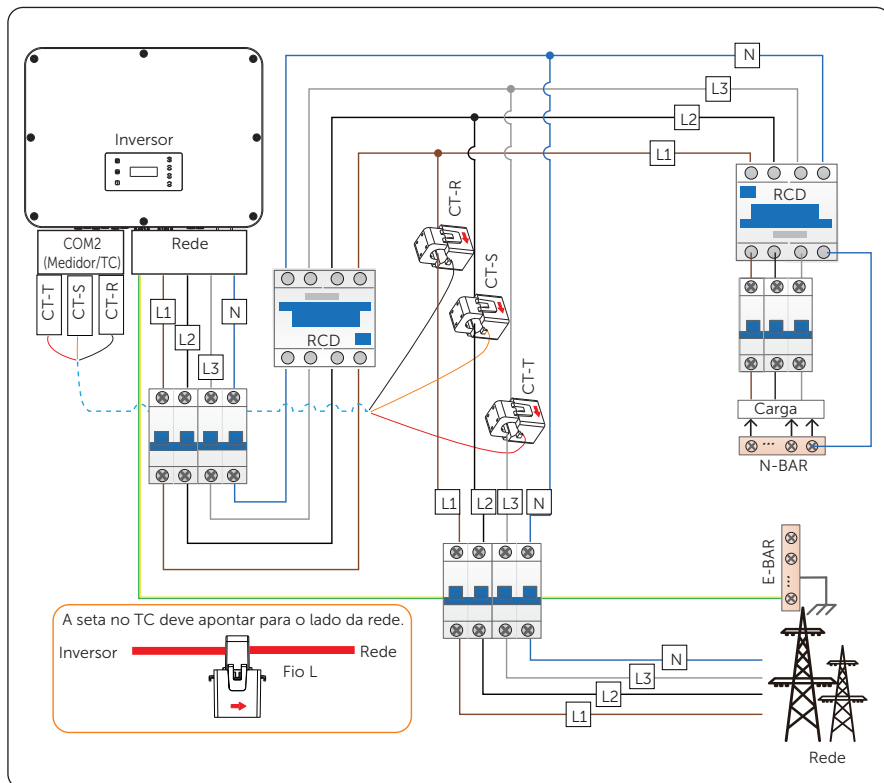 N
L3
L2
L1
Inversor
COM2
(Medidor/TC)
Rede
CT-T
CT-S
CT-R
L1
L2
L3
N
RCD
CT-R
CT-S
CT-T
RCD
Carga
N-BAR
L1
L2
L3
N
E-BAR
A seta no TC deve apontar para o lado da rede.
Inversor
Rede
Fio L
N
L3
L2
L1
Rede